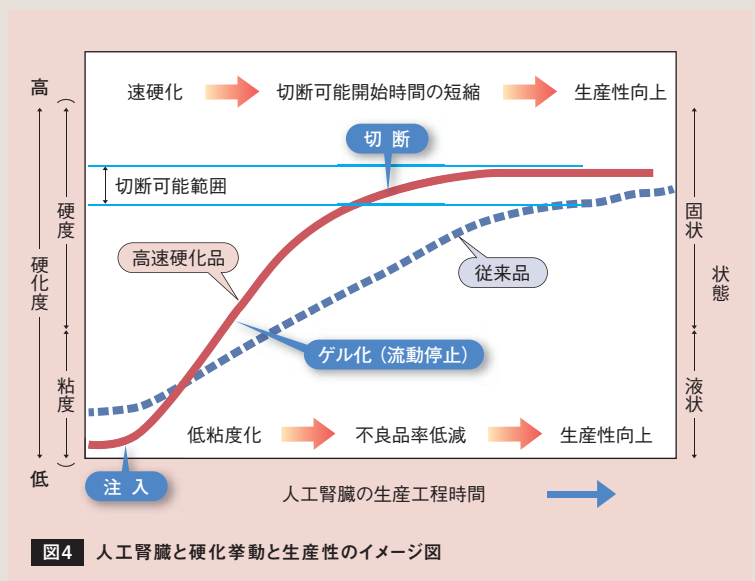 高
速硬化
切断可能開始時間の短縮
生産性向上
切断
切断可能範囲
硬度
硬化度
粘度
高速硬化品
従来品
ゲル化（流動停止）
固状
状態
液状
低粘度化
不良品率低減
生産性向上
低
注入
人工腎臓の生産工程時間
図4 人工腎臓と硬化挙動と生産性のイメージ図